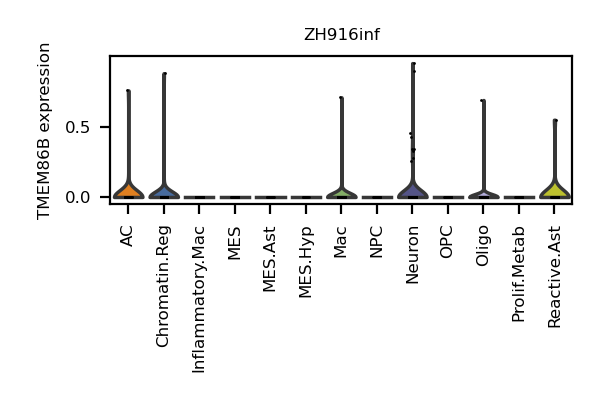 ZH916inf
TMEM86B expression
0.5
0.0
AC
Chromatin.Reg
Inflammatory.Mac
MES
MES.Ast
MES.Hyp
Mac
NPC
Neuron
OPC
Oligo
Prolif.Metab
Reactive.Ast